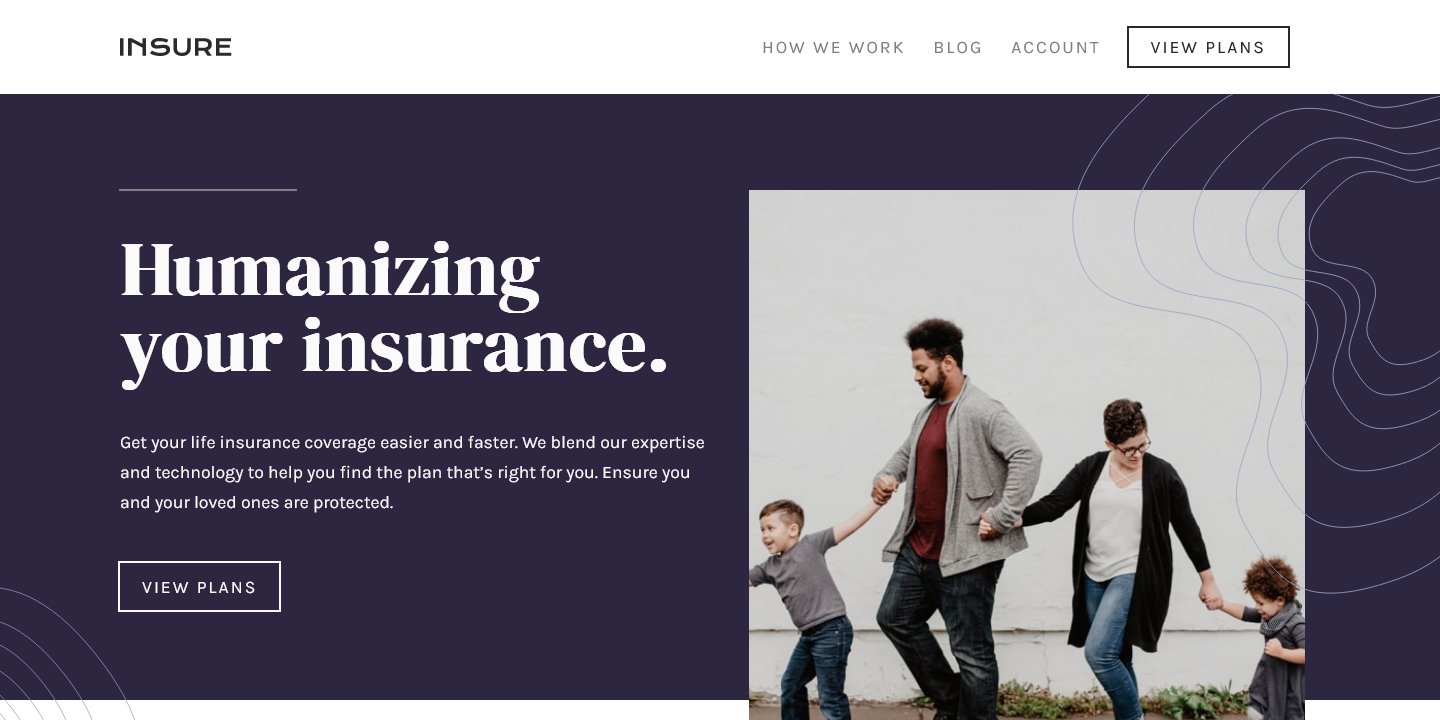 INSURE
HOW WE WORK BLOG ACCOUNT VIEW PLANS
Humanizing
your insurance.
Get your life insurance coverage easier and faster. We blend our expertise
and technology to help you find the plan that’s right for you. Ensure you
and your loved ones are protected.
VIEW PLANS